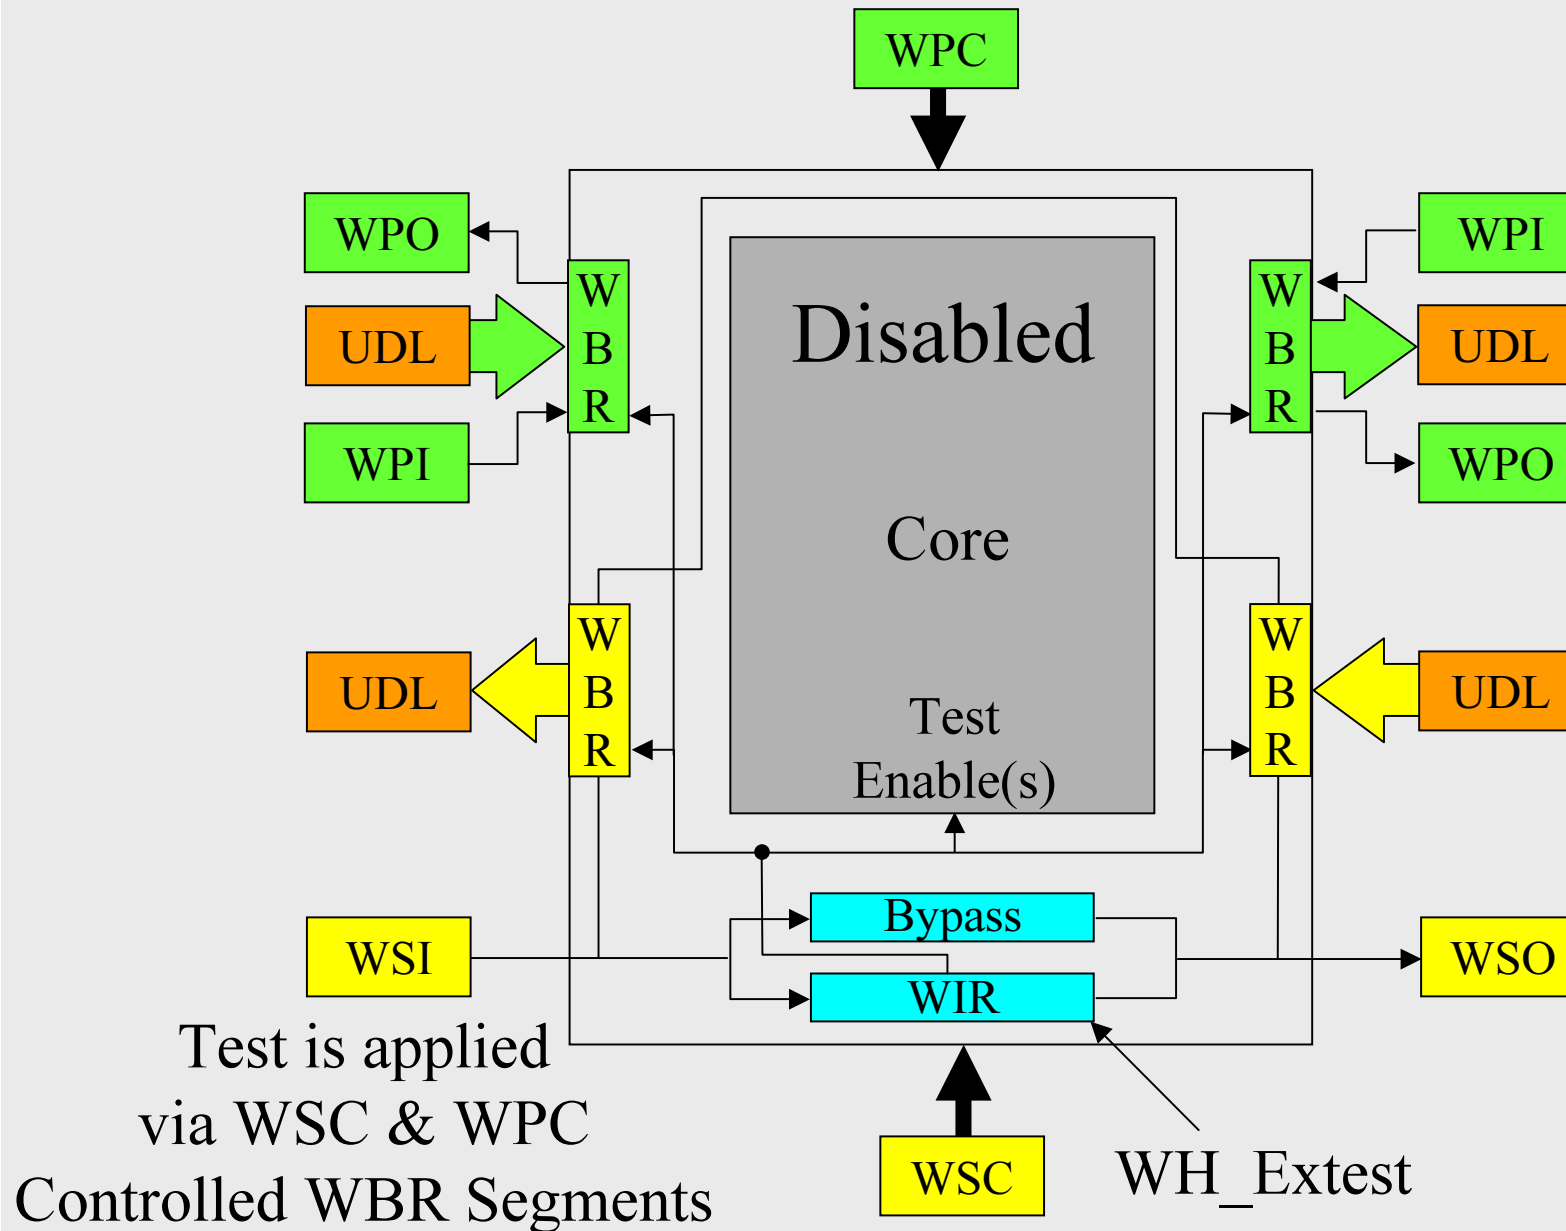 WPC
WPO
WPI
W
B
R
W
B
R
UDL
UDL
Disabled
WPI
WPO
Core
W
B
R
W
B
R
UDL
UDL
Test
Enable(s)
Bypass
WSI
WSO
WIR
Test is applied
via WSC & WPC
Controlled WBR Segments
WSC
WH_Extest